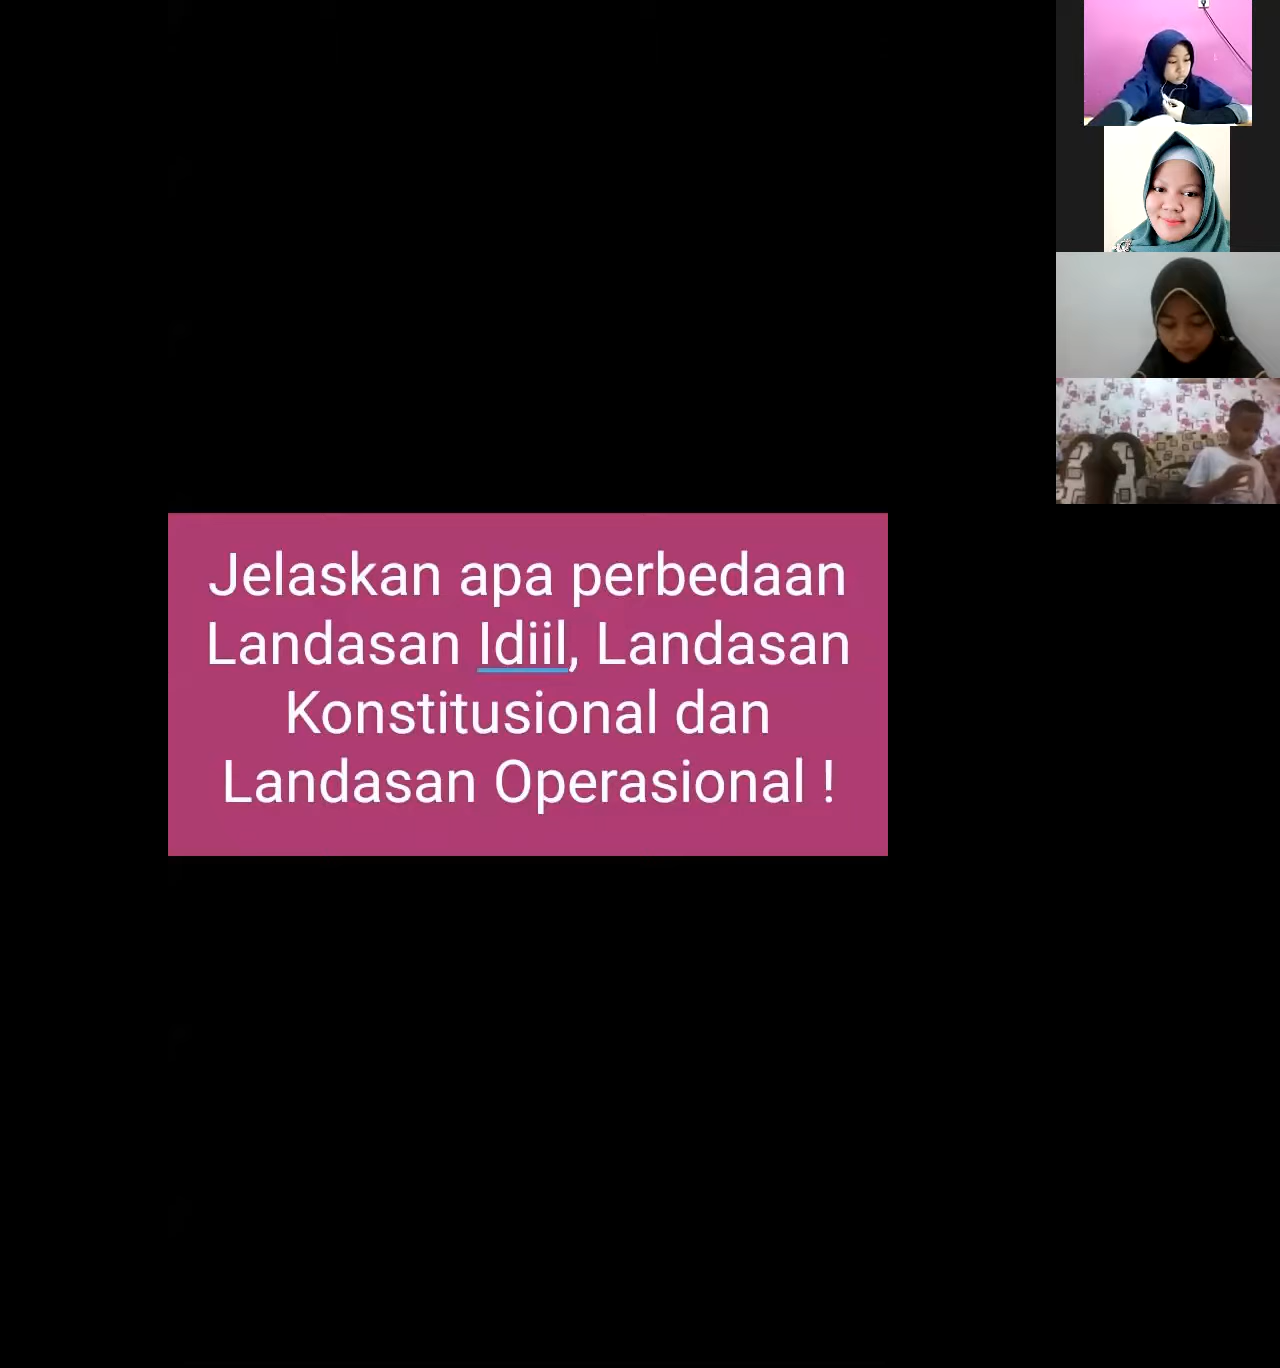 Jelaskan apa perbedaan
Landasan Idiil, Landasan
Konstitusional dan
Landasan Operasional !